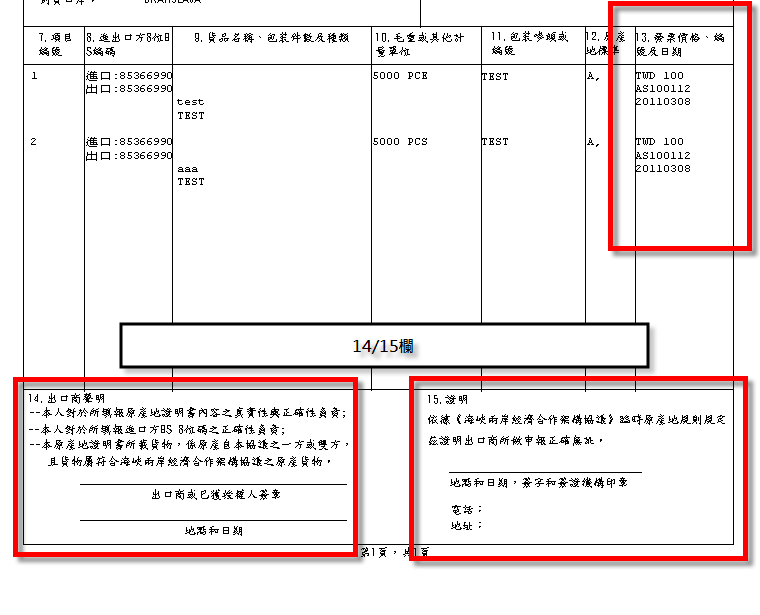 BRATISLAVA
7.項目
編號
8.進出口方8位H
S編碼
9.貨品名稱、包裝件數及種類
10.毛重或其他計
量單位
11.包裝嘜頭或
編號
12.原產
地標準
13.發票價格、編
號及日期
1
進口:85366990
出口:85366990
test
TEST
5000 PCE
TEST
A,
TWD 100
AS100112
20110308
2
進口:85366990
出口:85366990
aaa
TEST
5000 PCS
TEST
A,
TWD 100
AS100112
20110308
14/15欄
14.出口商聲明
--本人對於所填報原產地證明書內容之真實性與正確性負責;
--本人對於所填報進口方HS 8位碼之正確性負責;
--本原產地證明書所載貨物,係原產自本協議之一方或雙方,
且貨物屬符合海峽兩岸經濟合作架構協議之原產貨物。
出口商或已獲授權人簽章
地點和日期
15.證明
依據《海峽兩岸經濟合作架構協議》臨時原產地規則規定
茲證明出口商所做申報正確無訛。
地點和日期,簽字和簽證機構印章
電話:
地址:
第1頁,共1頁